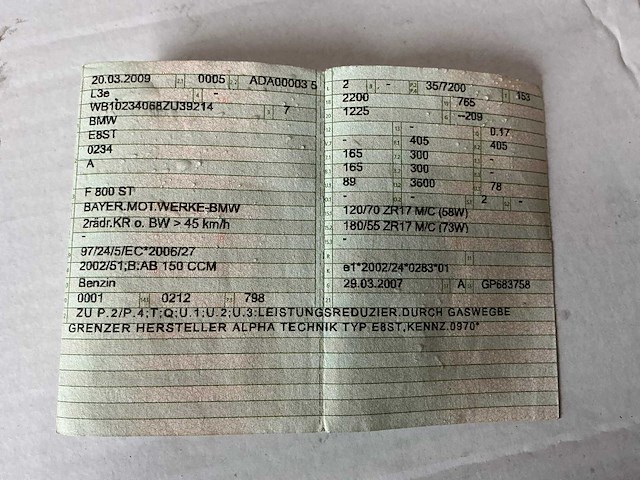 20.03.2009 0005 ADA00003 5
L3e -
WB10234068ZU39214 7
BMW
E8ST
0234
A
F 800 ST
BAYER.MOT.WERKE-BMW
2rädr.KR o. BW > 45 km/h
-
97/24/5/EC*2006/27
2002/51;B:AB 150 CCM
Benzin
0001 0212 798
2 - 35/7200 153
2200 765
1225 --209
- 0.17
- 405 405
165 300 -
165 300 -
89 3600 78
- - 2 -
120/70 ZR17 M/C (58W)
180/55 ZR17 M/C (73W)
-
-
e1*2002/24*0283*01
29.03.2007 A GP683758
ZU P.2/P.4;T;Q;U.1;U.2;U.3:LEISTUNGSREDUZIER.DURCH GASWEGBE
GRENZER HERSTELLER ALPHA TECHNIK TYP E8ST,KENNZ.0970*